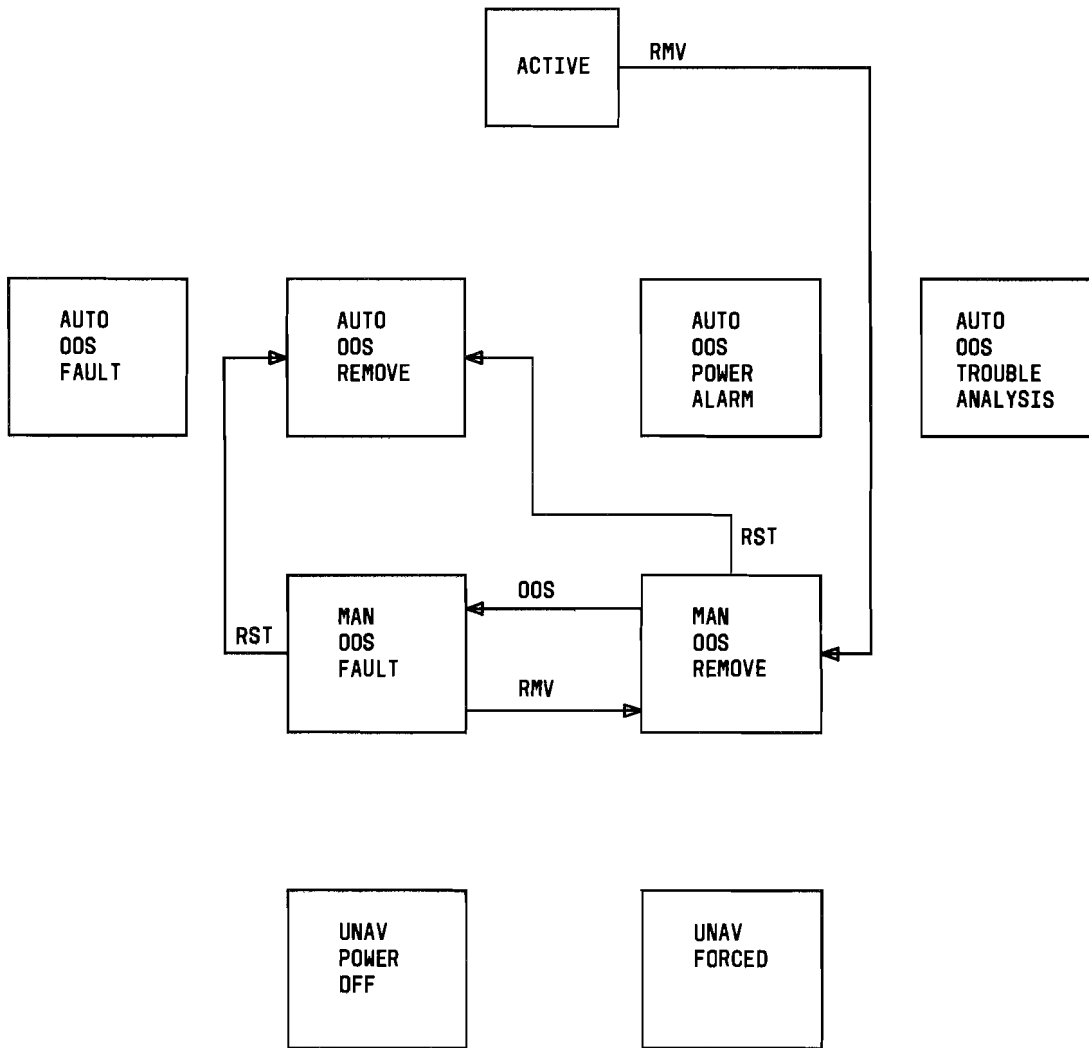 ACTIVE
RMV
AUTO
OOS
FAULT
AUTO
OOS
REMOVE
AUTO
OOS
POWER
ALARM
AUTO
OOS
TROUBLE
ANALYSIS
RST
OOS
MAN
OOS
FAULT
MAN
OOS
REMOVE
RST
RMV
UNAV
POWER
OFF
UNAV
FORCED